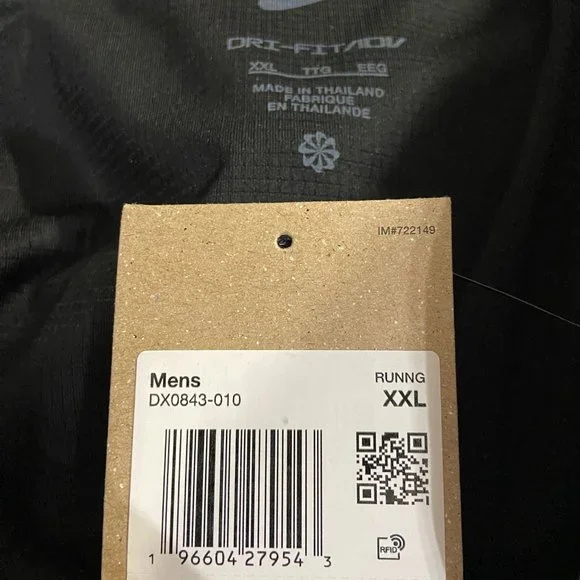 DRI-FIT ADV
XXL TTG EEG
MADE IN THAILAND
FABRIQUE
EN THAILANDE
IM#722149
Mens RUNNG
DX0843-010 XXL
1 96604 27954 3
RFID